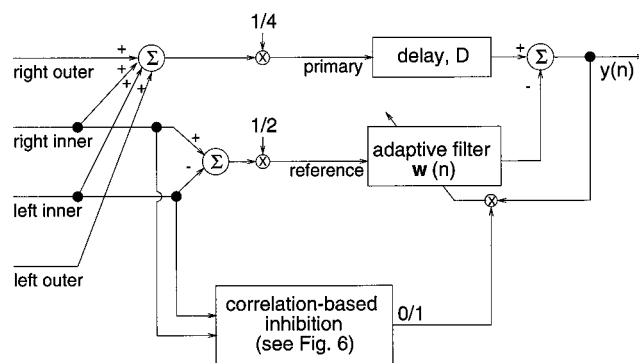 1/4
+
right outer
+
+
+
Σ
×
primary
delay, D
+
Σ
-
y(n)
right inner
+
-
Σ
1/2
×
reference
adaptive filter
w (n)
left inner
×
left outer
correlation-based
inhibition
(see Fig. 6)
0/1